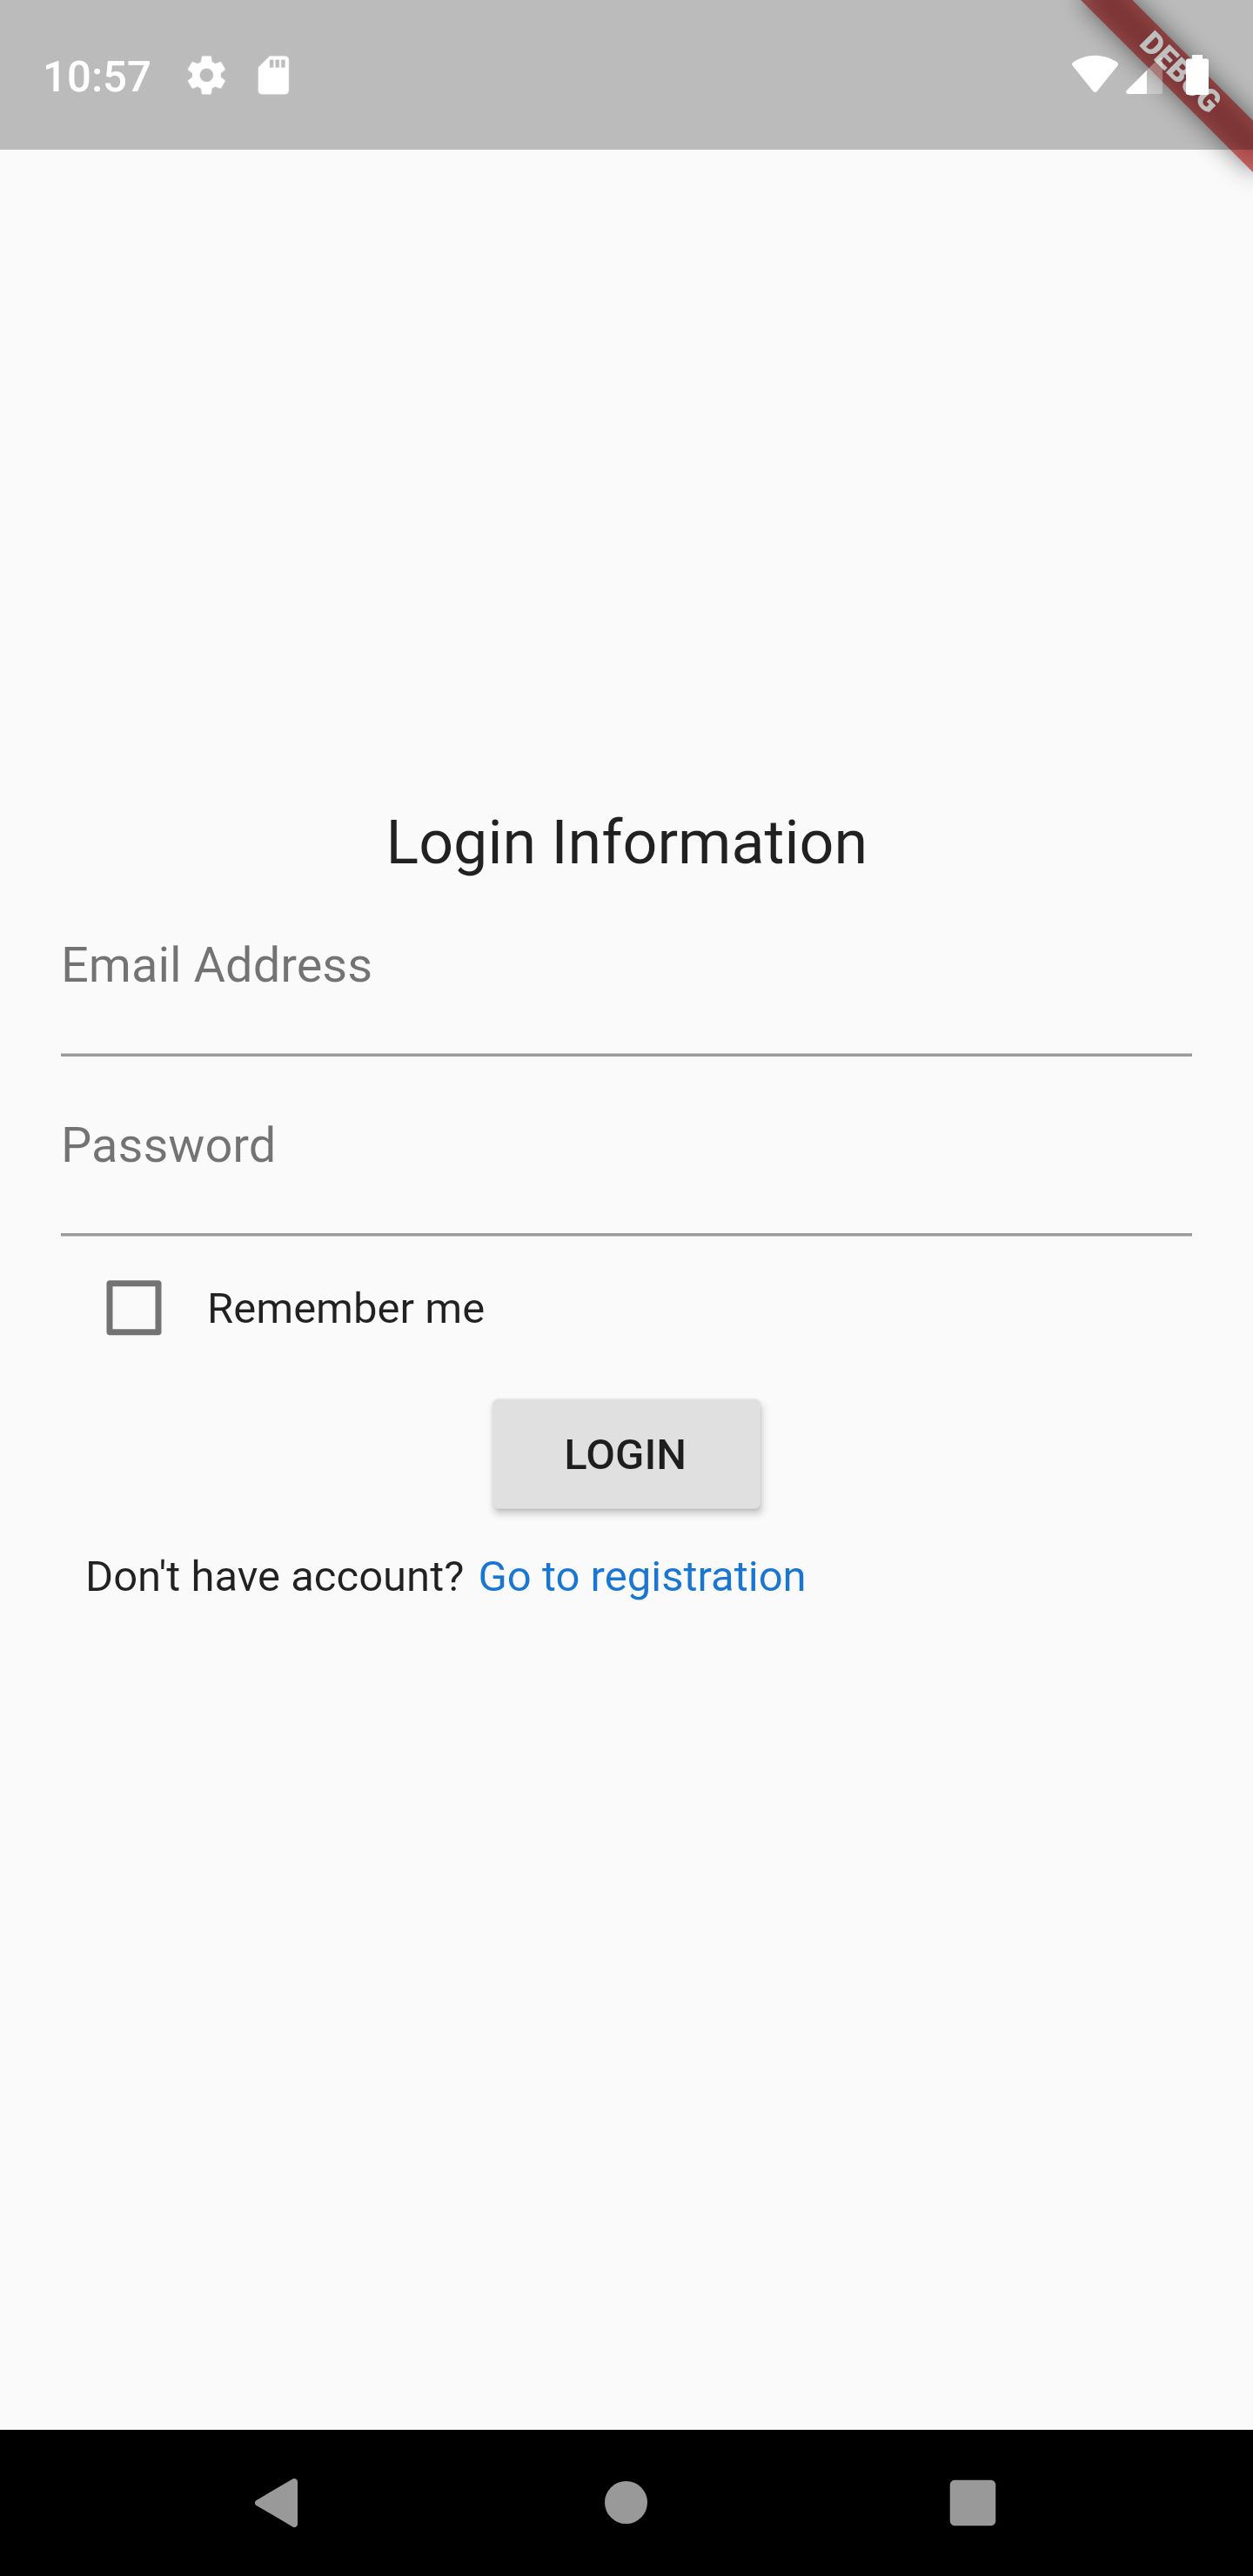 10:57
DEBUG
Login Information
Email Address
Password
Remember me
LOGIN
Don't have account? Go to registration